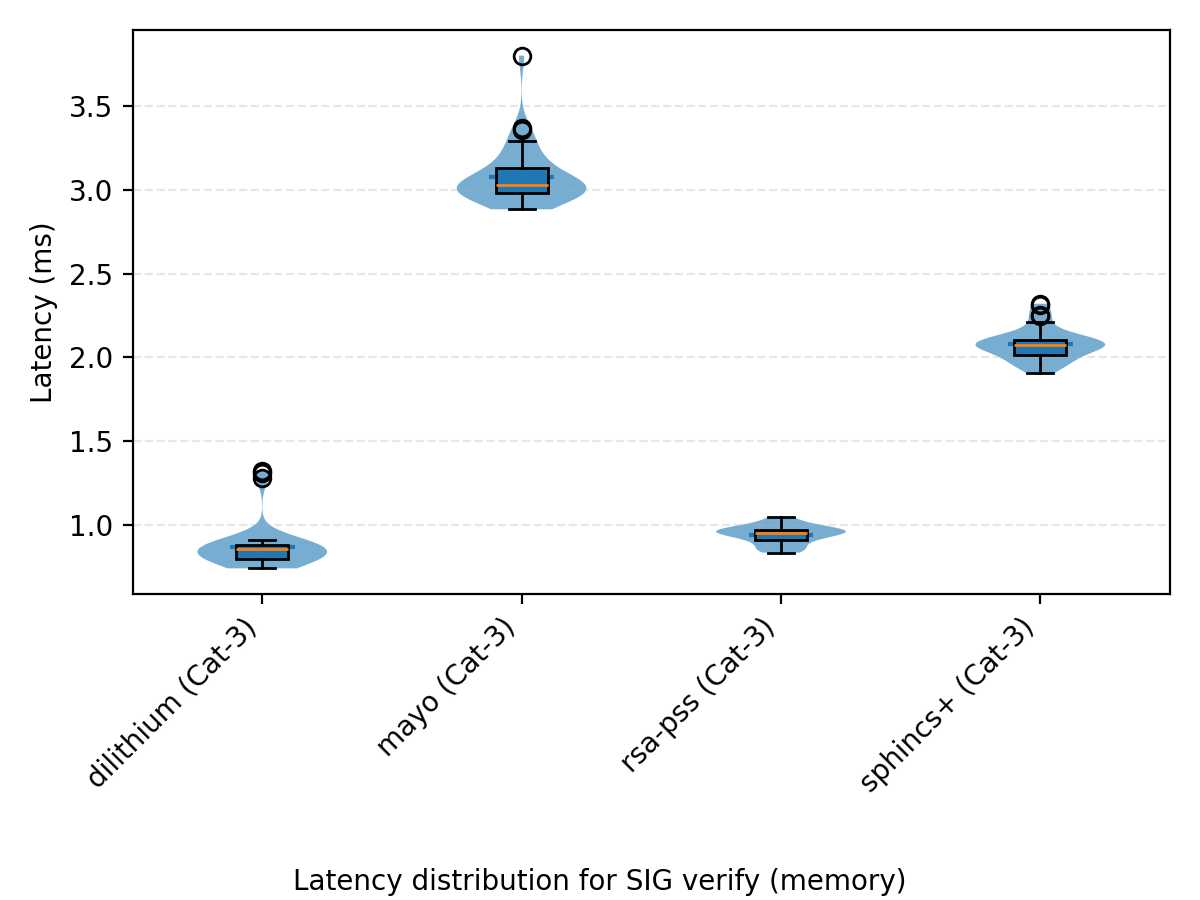 Latency (ms)
3.5
3.0
2.5
2.0
1.5
1.0
dilithium (Cat-3)
mayo (Cat-3)
rsa-pss (Cat-3)
sphincs+ (Cat-3)
Latency distribution for SIG verify (memory)